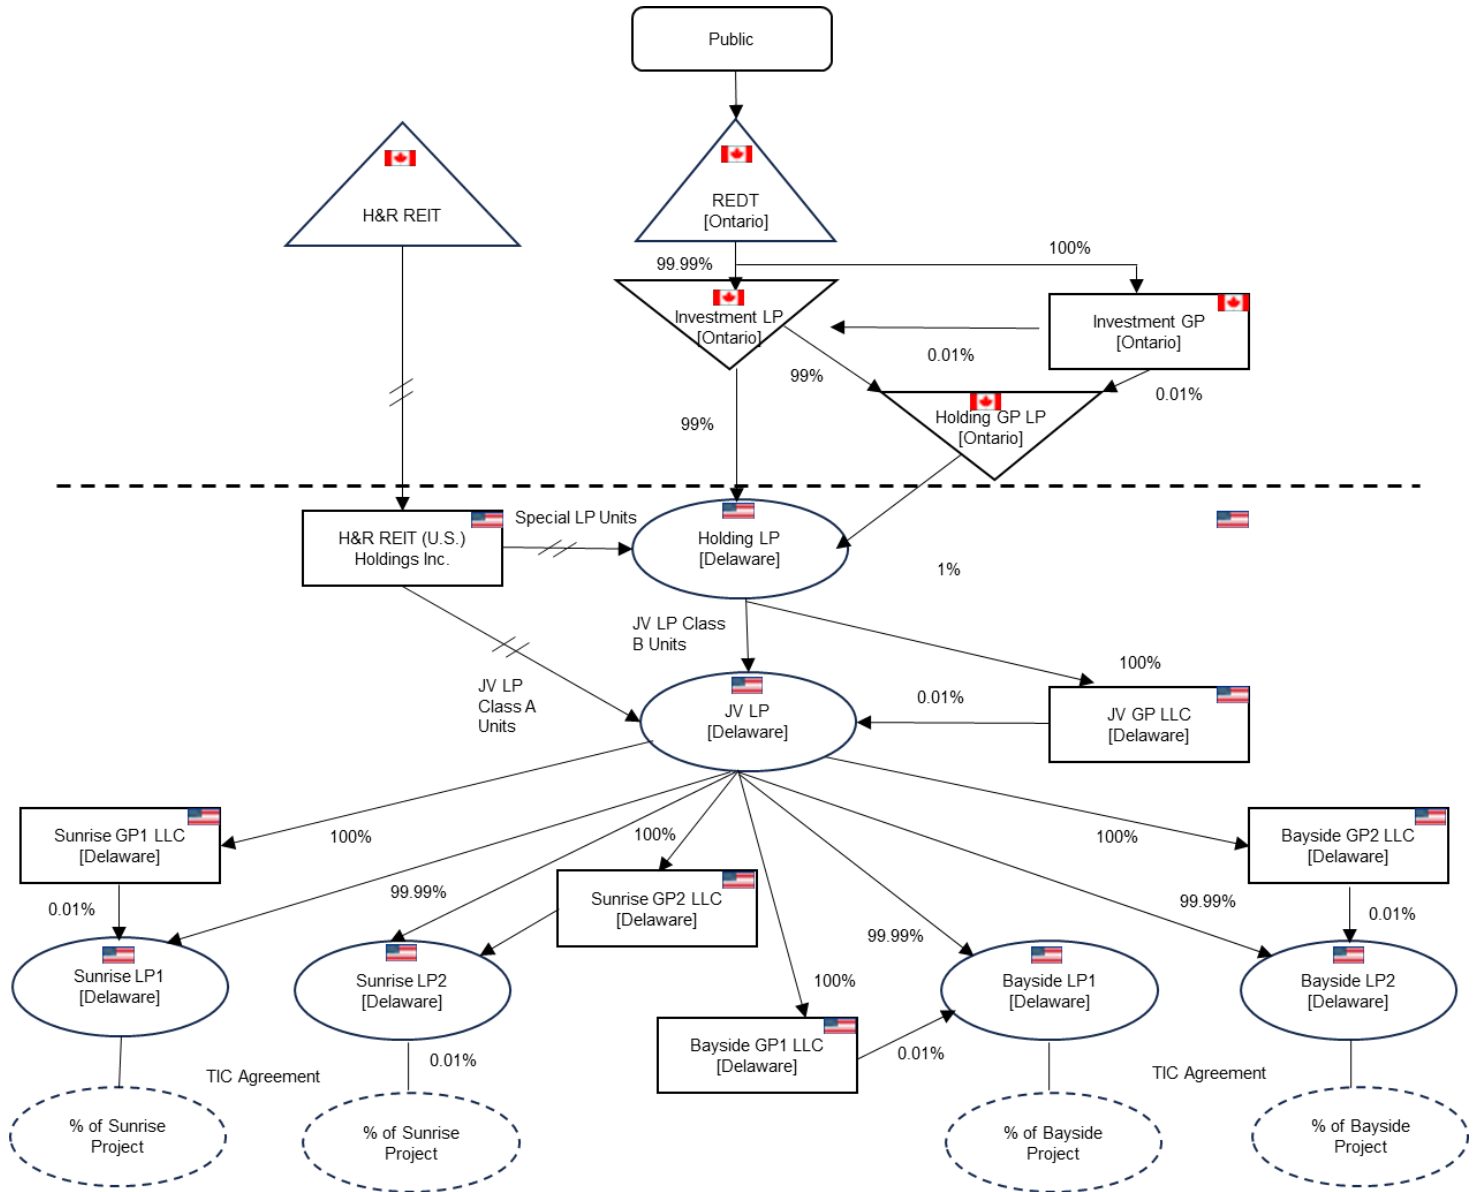 Public
H&R REIT
REDT
[Ontario]
99.99%
100%
Investment LP
[Ontario]
Investment GP
[Ontario]
0.01%
99%
0.01%
Holding GP LP
[Ontario]
99%
Special LP Units
H&R REIT (U.S.)
Holdings Inc.
Holding LP
[Delaware]
1%
JV LP Class
B Units
100%
JV LP
Class A
Units
0.01%
JV LP
[Delaware]
JV GP LLC
[Delaware]
Sunrise GP1 LLC
[Delaware]
100%
100%
100%
Bayside GP2 LLC
[Delaware]
99.99%
Sunrise GP2 LLC
[Delaware]
99.99%
0.01%
0.01%
99.99%
Sunrise LP1
[Delaware]
Sunrise LP2
[Delaware]
100%
Bayside LP1
[Delaware]
Bayside LP2
[Delaware]
Bayside GP1 LLC
[Delaware]
0.01%
0.01%
TIC Agreement
TIC Agreement
% of Sunrise
Project
% of Sunrise
Project
% of Bayside
Project
% of Bayside
Project